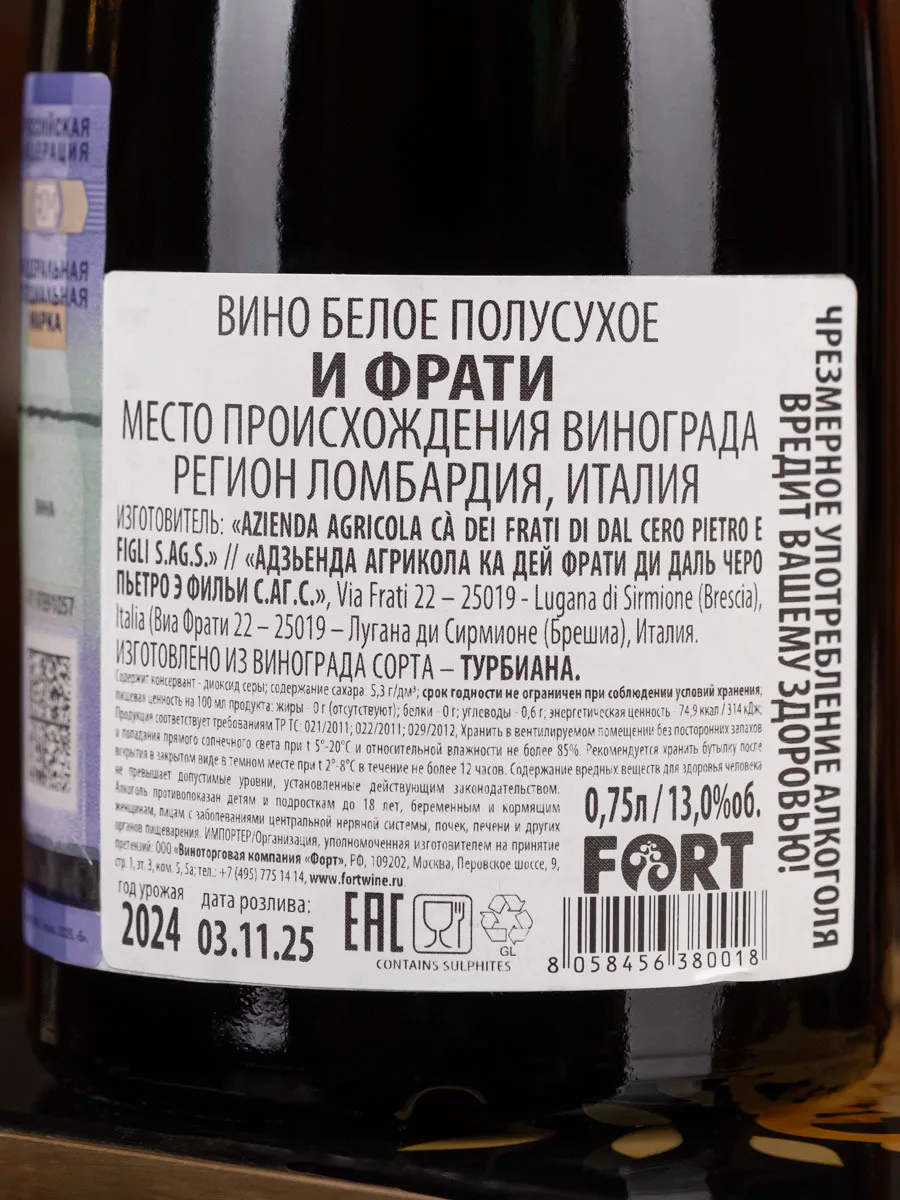 ВИНО БЕЛОЕ ПОЛУСУХОЕ
И ФРАТИ
МЕСТО ПРОИСХОЖДЕНИЯ ВИНОГРАДА
РЕГИОН ЛОМБАРДИЯ, ИТАЛИЯ
ИЗГОТОВИТЕЛЬ: «AZIENDA AGRICOLA CÀ DEI FRATI DI DAL CERO PIETRO E
FIGLI S.AG.S.» // «АДЗЬЕНДА АГРИКОЛА КА ДЕЙ ФРАТИ ДИ ДАЛЬ ЧЕРО
ПЬЕТРО Э ФИЛЬИ С.АГ.С.», Via Frati 22 – 25019 - Lugana di Sirmione (Brescia),
Italia (Виа Фрати 22 – 25019 – Лугана ди Сирмионе (Брешиа), Италия.
ИЗГОТОВЛЕНО ИЗ ВИНОГРАДА СОРТА – ТУРБИАНА.
Содержит консервант - диоксид серы; содержание сахара: 5,3 г/дм³; срок годности не ограничен при соблюдении условий хранения;
пищевая ценность на 100 мл продукта: жиры - 0 г (отсутствуют); белки - 0 г; углеводы - 0,6 г; энергетическая ценность - 74,9 ккал / 314 кДж;
Продукция соответствует требованиям ТР ТС: 021/2011; 022/2011; 029/2012, Хранить в вентилируемом помещении без посторонних запахов
и попадания прямого солнечного света при t 5°-20°C и относительной влажности не более 85%. Рекомендуется хранить бутылку после
вскрытия в закрытом виде в темном месте при t 2°-8°C в течение не более 12 часов. Содержание вредных веществ для здоровья человека
не превышает допустимые уровни, установленные действующим законодательством.
Алкоголь противопоказан детям и подросткам до 18 лет, беременным и кормящим
женщинам, лицам с заболеваниями центральной нервной системы, почек, печени и других
органов пищеварения. ИМПОРТЕР/Организация, уполномоченная изготовителем на принятие
претензий: ООО «Виноторговая компания «Форт», РФ, 109202, Москва, Перовское шоссе, 9,
стр. 1, эт. 3, ком. 5, 5а; тел.: +7 (495) 775 14 14, www.fortwine.ru
0,75л / 13,0%об.
FORT
год урожая
2024
дата розлива:
03.11.25
EAC
GL
CONTAINS SULPHITES
8 058456 380018
ЧРЕЗМЕРНОЕ УПОТРЕБЛЕНИЕ АЛКОГОЛЯ
ВРЕДИТ ВАШЕМУ ЗДОРОВЬЮ!
МАРКА